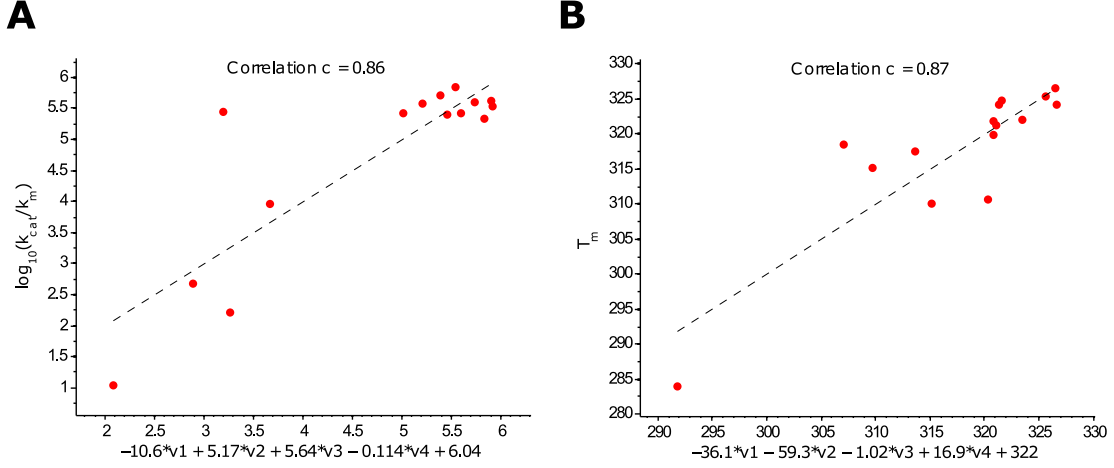 A
Correlation c = 0.86
log10(kcat/km)
6
5.5
5
4.5
4
3.5
3
2.5
2
1.5
1
2 2.5 3 3.5 4 4.5 5 5.5 6
−10.6*v1 + 5.17*v2 + 5.64*v3 − 0.114*v4 + 6.04
B
Correlation c = 0.87
Tm
330
325
320
315
310
305
300
295
290
285
280
290 295 300 305 310 315 320 325 330
−36.1*v1 − 59.3*v2 − 1.02*v3 + 16.9*v4 + 322